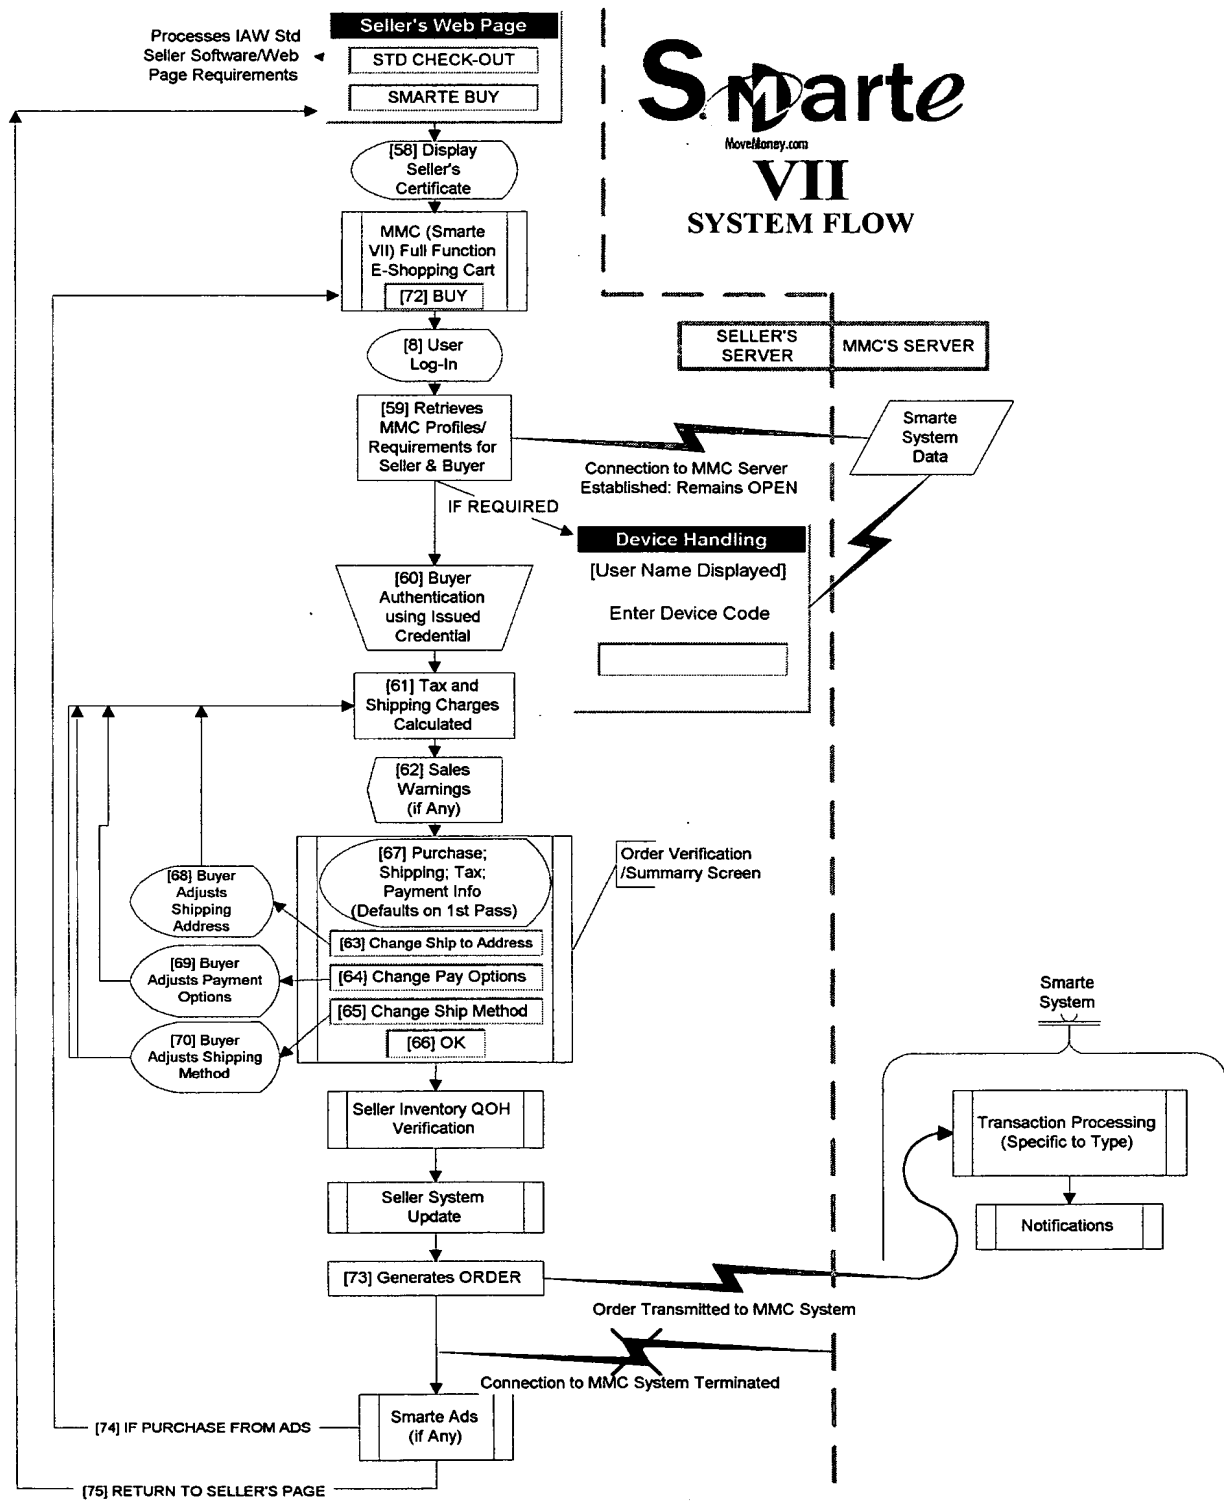 Seller's Web Page
Processes IAW Std
Seller Software/Web
Page Requirements
STD CHECK-OUT
SMARTE BUY
Smarte
MoveMoney.com
VII
SYSTEM FLOW
[58] Display
Seller's
Certificate
MMC (Smarte
VII) Full Function
E-Shopping Cart
[72] BUY
SELLER'S
SERVER
MMC'S SERVER
[8] User
Log-In
[59] Retrieves
MMC Profiles/
Requirements for
Seller & Buyer
Smarte
System
Data
Connection to MMC Server
Established: Remains OPEN
IF REQUIRED
Device Handling
[User Name Displayed]
Enter Device Code
[60] Buyer
Authentication
using Issued
Credential
[61] Tax and
Shipping Charges
Calculated
[62] Sales
Warnings
(if Any)
[67] Purchase;
Shipping; Tax;
Payment Info
(Defaults on 1st Pass)
Order Verification
/Summarry Screen
[68] Buyer
Adjusts
Shipping
Address
[63] Change Ship to Address
[69] Buyer
Adjusts Payment
Options
[64] Change Pay Options
[65] Change Ship Method
[66] OK
[70] Buyer
Adjusts Shipping
Method
Smarte
System
Seller Inventory QOH
Verification
Transaction Processing
(Specific to Type)
Seller System
Update
Notifications
[73] Generates ORDER
Order Transmitted to MMC System
Connection to MMC System Terminated
Smarte Ads
(if Any)
[74] IF PURCHASE FROM ADS
[75] RETURN TO SELLER'S PAGE